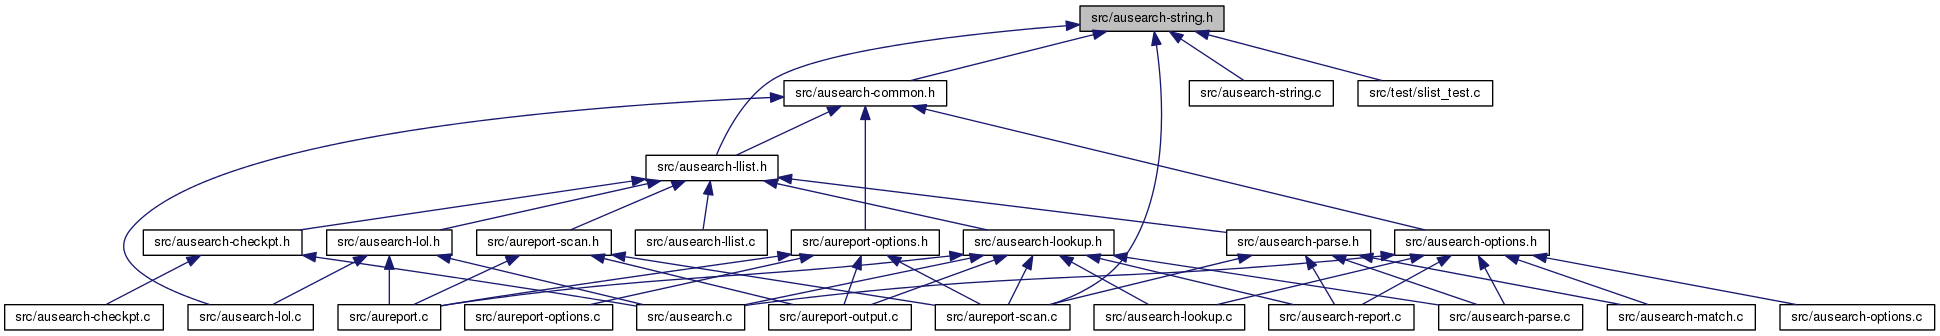 src/ausearch-string.h
src/ausearch-common.h
src/ausearch-string.c
src/test/slist_test.c
src/ausearch-llist.h
src/ausearch-checkpt.h
src/ausearch-lol.h
src/aureport-scan.h
src/ausearch-llist.c
src/aureport-options.h
src/ausearch-lookup.h
src/ausearch-parse.h
src/ausearch-options.h
src/ausearch-checkpt.c
src/ausearch-lol.c
src/aureport.c
src/aureport-options.c
src/ausearch.c
src/aureport-output.c
src/aureport-scan.c
src/ausearch-lookup.c
src/ausearch-report.c
src/ausearch-parse.c
src/ausearch-match.c
src/ausearch-options.c